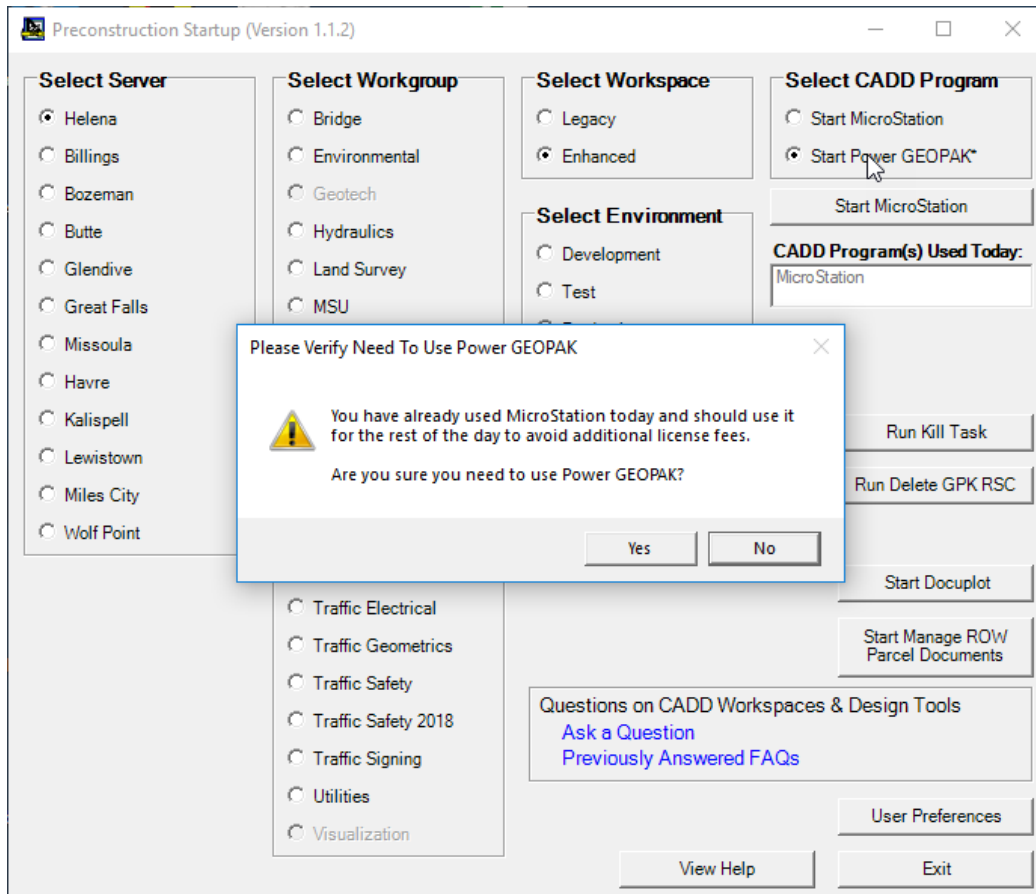 Preconstruction Startup (Version 1.1.2)
Select Server
Helena
Billings
Bozeman
Butte
Glendive
Great Falls
Missoula
Havre
Kalispell
Lewistown
Miles City
Wolf Point
Select Workgroup
Bridge
Environmental
Geotech
Hydraulics
Land Survey
MSU
Traffic Electrical
Traffic Geometrics
Traffic Safety
Traffic Safety 2018
Traffic Signing
Utilities
Visualization
Select Workspace
Legacy
Enhanced
Select Environment
Development
Test
Select CADD Program
Start MicroStation
Start Power GEOPAK*
Start MicroStation
CADD Program(s) Used Today:
MicroStation
Please Verify Need To Use Power GEOPAK
You have already used MicroStation today and should use it
for the rest of the day to avoid additional license fees.
Are you sure you need to use Power GEOPAK?
Yes
No
Run Kill Task
Run Delete GPK RSC
Start Docuplot
Start Manage ROW
Parcel Documents
Questions on CADD Workspaces & Design Tools
Ask a Question
Previously Answered FAQs
User Preferences
View Help
Exit